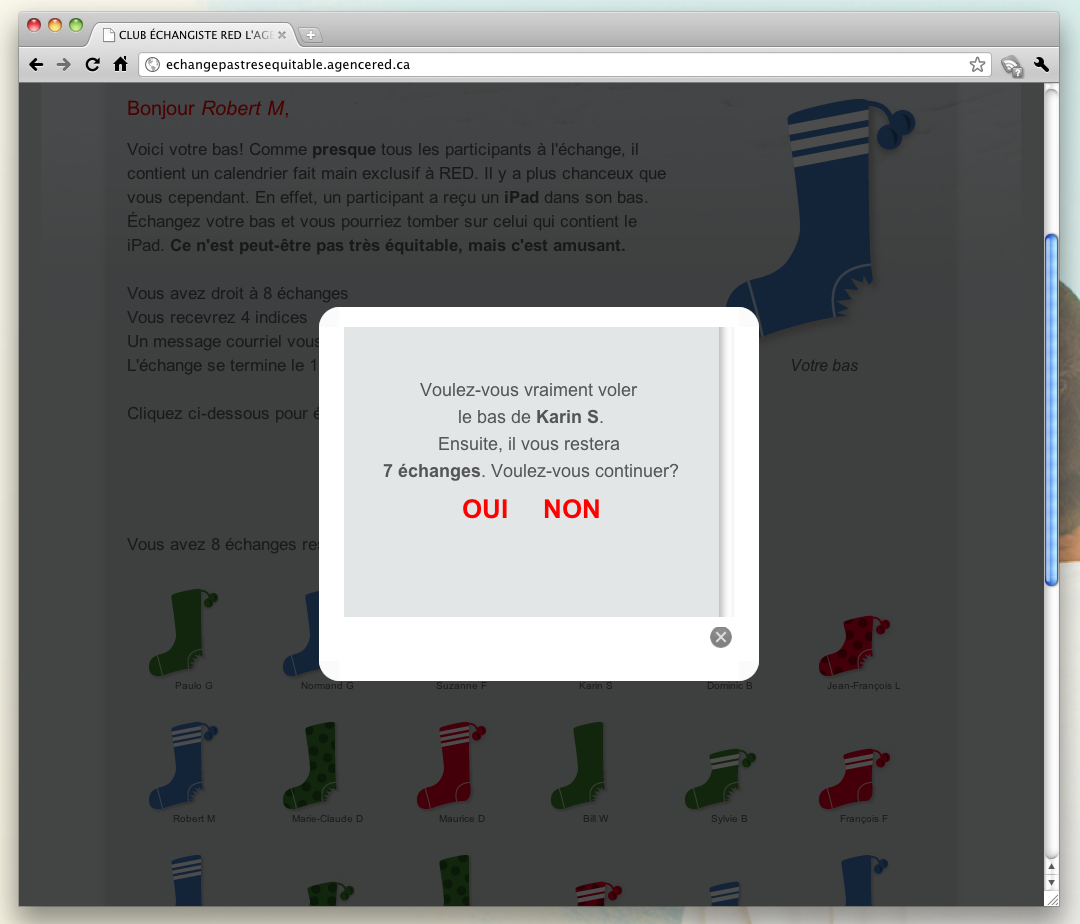 CLUB ÉCHANGISTE RED L'AGE
echangepastresequitable.agencered.ca
Bonjour Robert M,
Voici votre bas! Comme presque tous les participants à l'échange, il
contient un calendrier fait main exclusif à RED. Il y a plus chanceux que
vous cependant. En effet, un participant a reçu un iPad dans son bas.
Échangez votre bas et vous pourriez tomber sur celui qui contient le
iPad. Ce n'est peut-être pas très équitable, mais c'est amusant.
Vous avez droit à 8 échanges
Vous recevrez 4 indices
Un message courriel vous
L'échange se termine le 1
Votre bas
Cliquez ci-dessous pour é
Voulez-vous vraiment voler
le bas de Karin S.
Ensuite, il vous restera
7 échanges. Voulez-vous continuer?
OUI NON
Vous avez 8 échanges res
Paulo G Normand G Suzanne F Karin S Dominic B Jean-François L
Robert M Marie-Claude D Maurice D Bill W Sylvie B François F